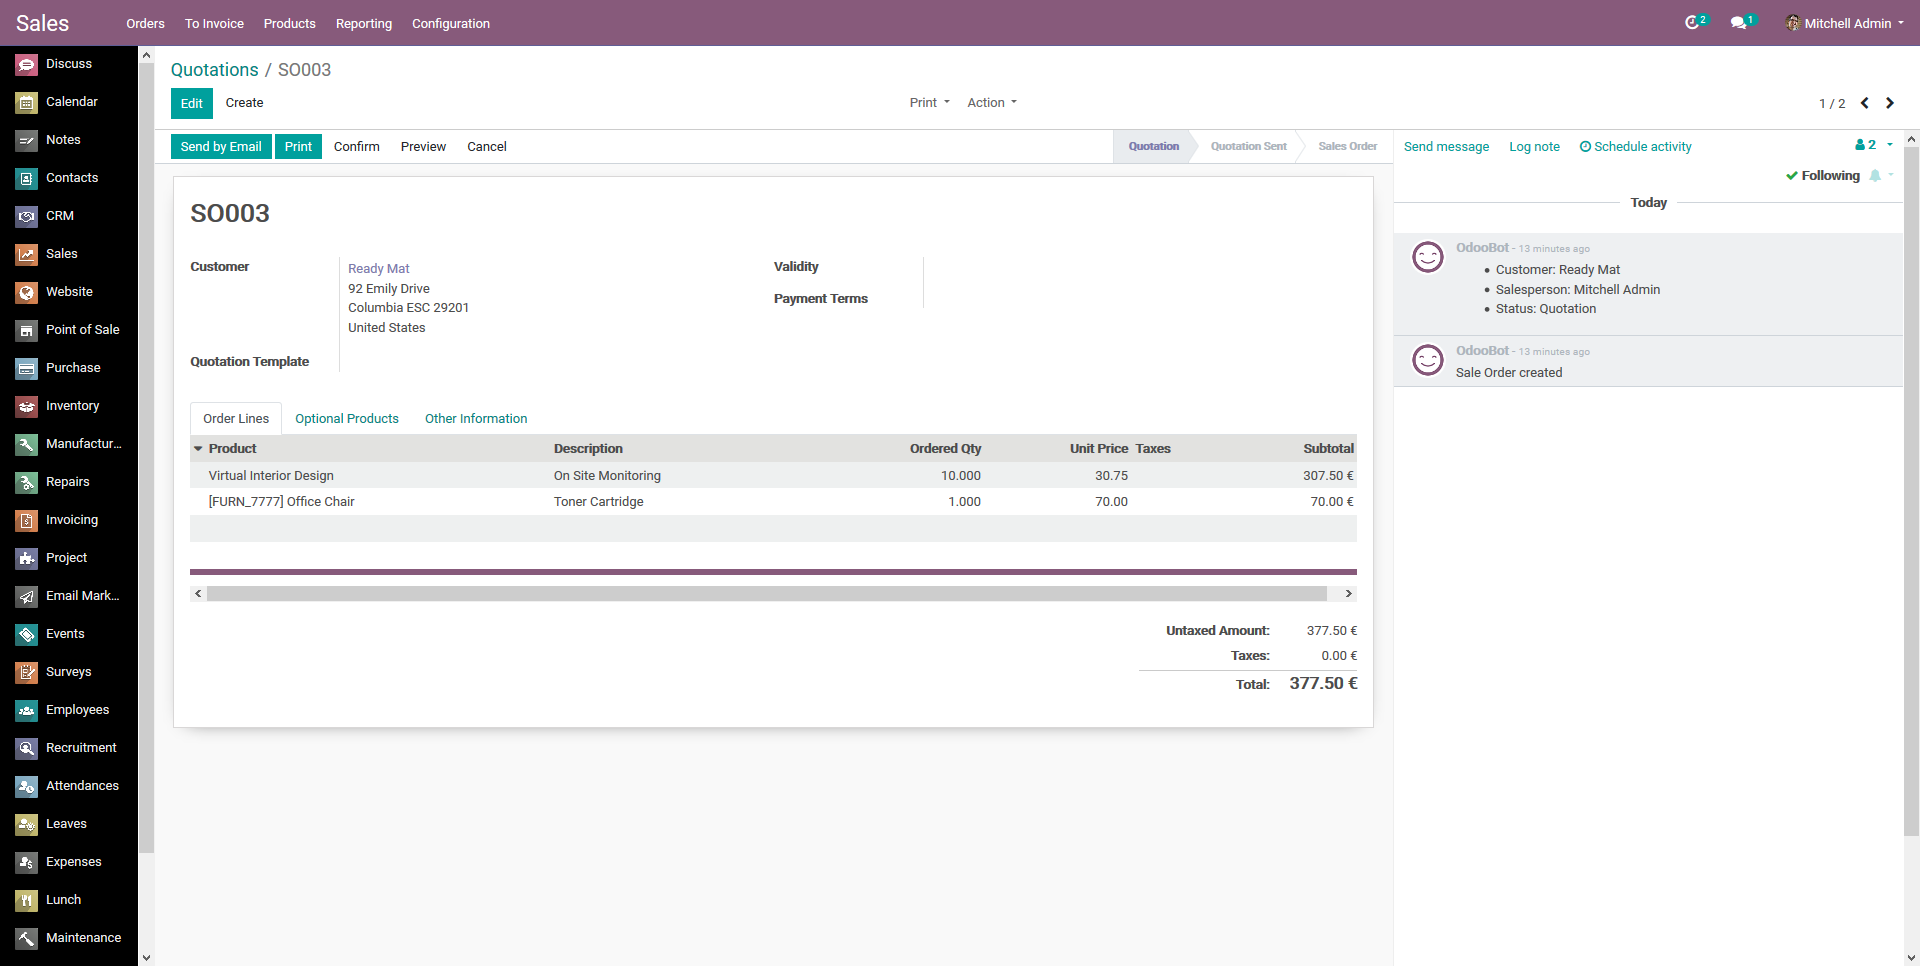 Sales Orders To Invoice Products Reporting Configuration 2 1 Mitchell Admin
Discuss
Calendar
Notes
Contacts
CRM
Sales
Website
Point of Sale
Purchase
Inventory
Manufactur...
Repairs
Invoicing
Project
Email Mark...
Events
Surveys
Employees
Recruitment
Attendances
Leaves
Expenses
Lunch
Maintenance
Quotations / SO003
Edit Create Print Action 1 / 2
Send by Email Print Confirm Preview Cancel Quotation Quotation Sent Sales Order
SO003
Customer Ready Mat
92 Emily Drive
Columbia ESC 29201
United States
Validity
Payment Terms
Quotation Template
Order Lines Optional Products Other Information
Product Description Ordered Qty Unit Price Taxes Subtotal
Virtual Interior Design On Site Monitoring 10.000 30.75 307.50 €
[FURN_7777] Office Chair Toner Cartridge 1.000 70.00 70.00 €
Untaxed Amount: 377.50 €
Taxes: 0.00 €
Total: 377.50 €
Send message Log note Schedule activity 2
Following
Today
OdooBot - 13 minutes ago
• Customer: Ready Mat
• Salesperson: Mitchell Admin
• Status: Quotation
OdooBot - 13 minutes ago
Sale Order created